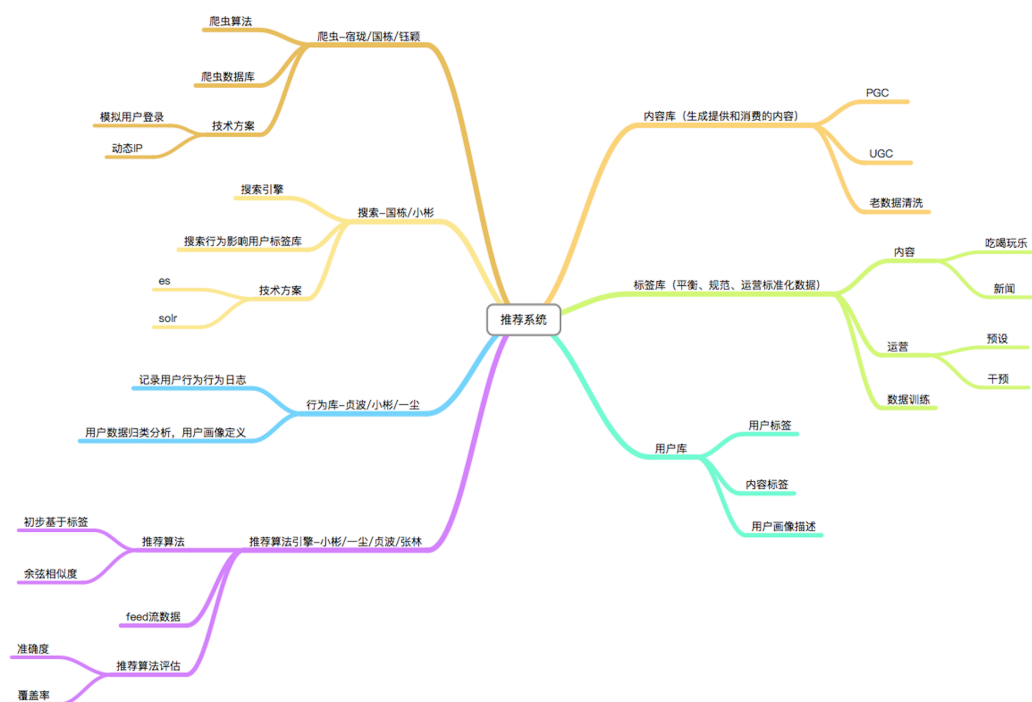 推荐系统
爬虫-宿珑/国栋/钰颖
爬虫算法
爬虫数据库
技术方案
模拟用户登录
动态IP
搜索-国栋/小彬
搜索引擎
搜索行为影响用户标签库
技术方案
es
solr
行为库-贞波/小彬/一尘
记录用户行为行为日志
用户数据归类分析，用户画像定义
推荐算法引擎-小彬/一尘/贞波/张林
推荐算法
初步基于标签
余弦相似度
feed流数据
推荐算法评估
准确度
覆盖率
内容库（生成提供和消费的内容）
PGC
UGC
老数据清洗
标签库（平衡、规范、运营标准化数据）
内容
吃喝玩乐
新闻
运营
预设
干预
数据训练
用户库
用户标签
内容标签
用户画像描述